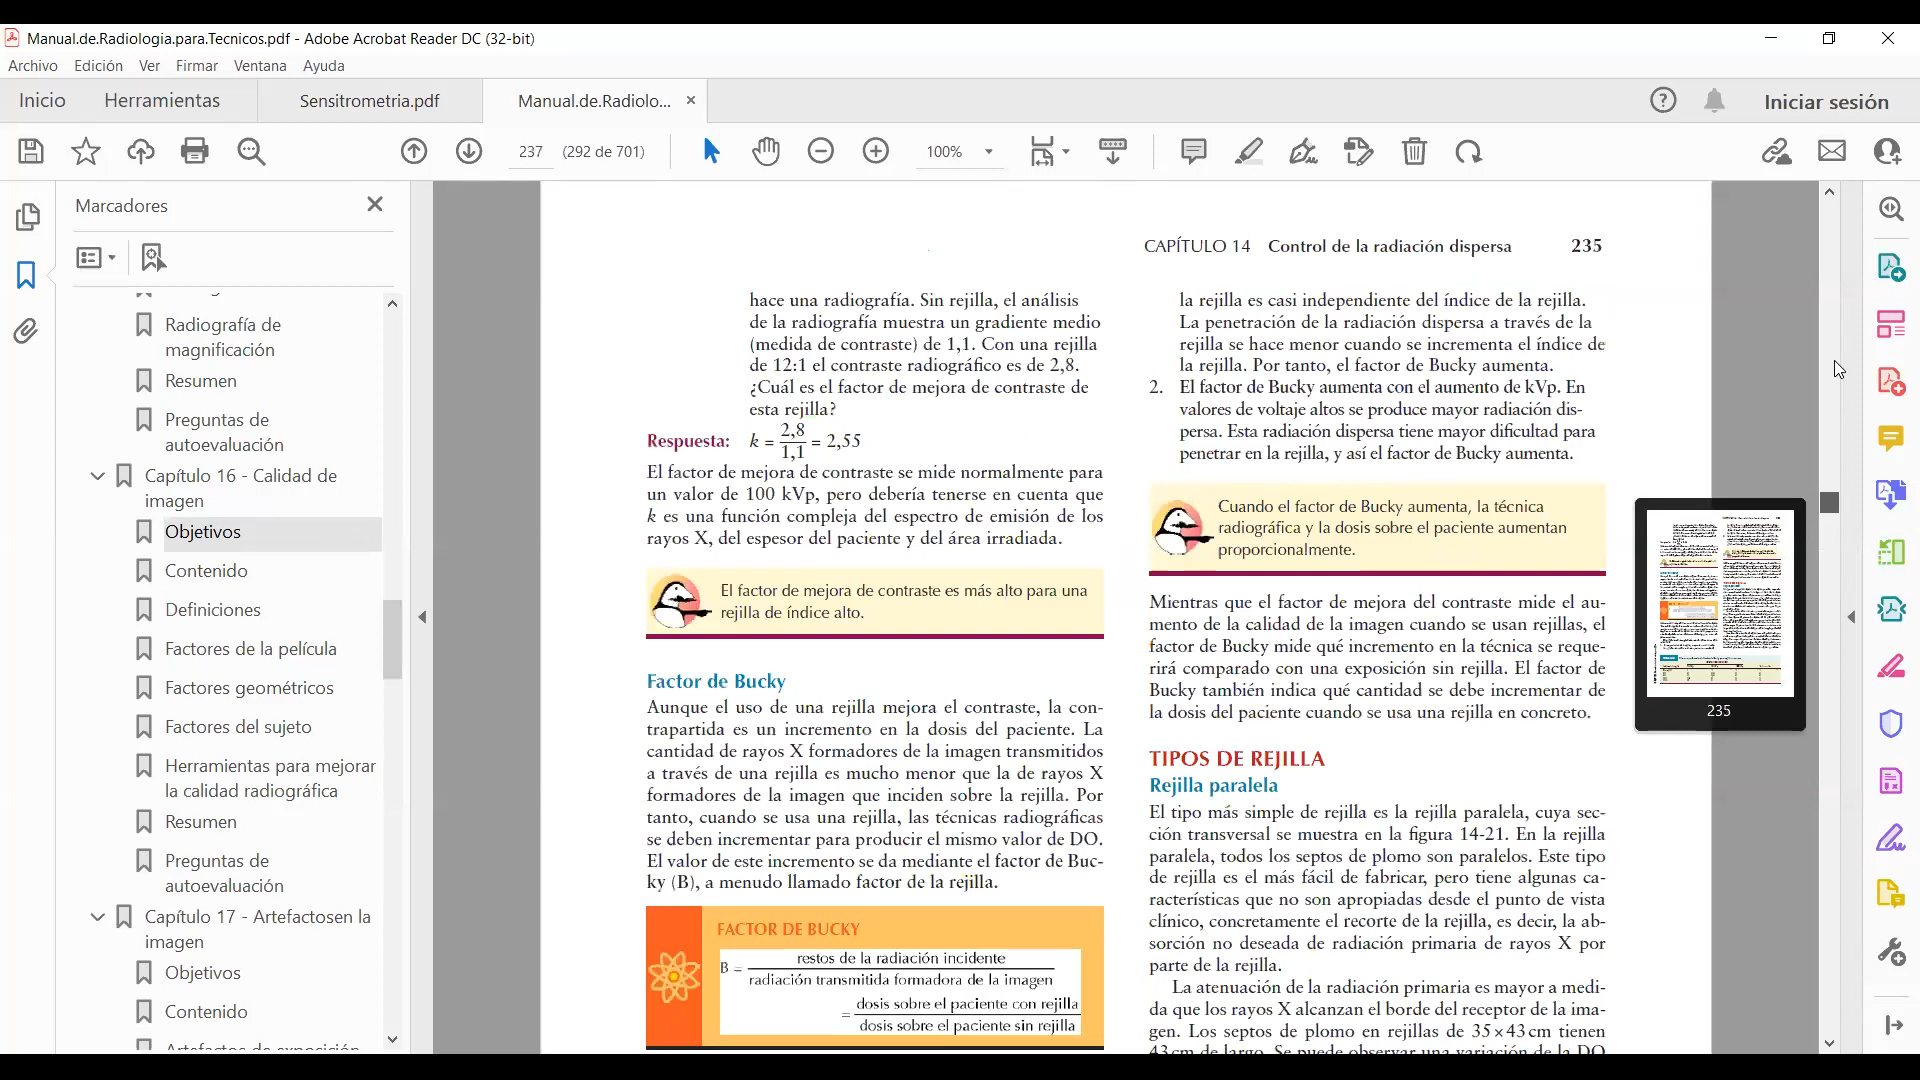 Manual.de.Radiologia.para.Tecnicos.pdf - Adobe Acrobat Reader DC (32-bit)
Archivo Edición Ver Firmar Ventana Ayuda
Inicio Herramientas Sensitrometria.pdf Manual.de.Radiolo... Iniciar sesión
237 (292 de 701) 100%
Marcadores
Radiografía de
magnificación
Resumen
Preguntas de
autoevaluación
Capítulo 16 - Calidad de
imagen
Objetivos
Contenido
Definiciones
Factores de la película
Factores geométricos
Factores del sujeto
Herramientas para mejorar
la calidad radiográfica
Resumen
Preguntas de
autoevaluación
Capítulo 17 - Artefactosen la
imagen
Objetivos
Contenido
Artefactos de exposición
CAPÍTULO 14 Control de la radiación dispersa 235
hace una radiografía. Sin rejilla, el análisis
de la radiografía muestra un gradiente medio
(medida de contraste) de 1,1. Con una rejilla
de 12:1 el contraste radiográfico es de 2,8.
¿Cuál es el factor de mejora de contraste de
esta rejilla?
Respuesta: k = 2,8 / 1,1 = 2,55
El factor de mejora de contraste se mide normalmente para
un valor de 100 kVp, pero debería tenerse en cuenta que
k es una función compleja del espectro de emisión de los
rayos X, del espesor del paciente y del área irradiada.
El factor de mejora de contraste es más alto para una
rejilla de índice alto.
Factor de Bucky
Aunque el uso de una rejilla mejora el contraste, la con-
trapartida es un incremento en la dosis del paciente. La
cantidad de rayos X formadores de la imagen transmitidos
a través de una rejilla es mucho menor que la de rayos X
formadores de la imagen que inciden sobre la rejilla. Por
tanto, cuando se usa una rejilla, las técnicas radiográficas
se deben incrementar para producir el mismo valor de DO.
El valor de este incremento se da mediante el factor de Buc-
ky (B), a menudo llamado factor de la rejilla.
FACTOR DE BUCKY
B = restos de la radiación incidente
radiación transmitida formadora de la imagen
= dosis sobre el paciente con rejilla
dosis sobre el paciente sin rejilla
la rejilla es casi independiente del índice de la rejilla.
La penetración de la radiación dispersa a través de la
rejilla se hace menor cuando se incrementa el índice de
la rejilla. Por tanto, el factor de Bucky aumenta.
2. El factor de Bucky aumenta con el aumento de kVp. En
valores de voltaje altos se produce mayor radiación dis-
persa. Esta radiación dispersa tiene mayor dificultad para
penetrar en la rejilla, y así el factor de Bucky aumenta.
Cuando el factor de Bucky aumenta, la técnica
radiográfica y la dosis sobre el paciente aumentan
proporcionalmente.
Mientras que el factor de mejora del contraste mide el au-
mento de la calidad de la imagen cuando se usan rejillas, el
factor de Bucky mide qué incremento en la técnica se reque-
rirá comparado con una exposición sin rejilla. El factor de
Bucky también indica qué cantidad se debe incrementar de
la dosis del paciente cuando se usa una rejilla en concreto.
TIPOS DE REJILLA
Rejilla paralela
El tipo más simple de rejilla es la rejilla paralela, cuya sec-
ción transversal se muestra en la figura 14-21. En la rejilla
paralela, todos los septos de plomo son paralelos. Este tipo
de rejilla es el más fácil de fabricar, pero tiene algunas ca-
racterísticas que no son apropiadas desde el punto de vista
clínico, concretamente el recorte de la rejilla, es decir, la ab-
sorción no deseada de radiación primaria de rayos X por
parte de la rejilla.
La atenuación de la radiación primaria es mayor a medi-
da que los rayos X alcanzan el borde del receptor de la ima-
gen. Los septos de plomo en rejillas de 35×43cm tienen
43cm de largo. Se puede observar una variación de la DO
235